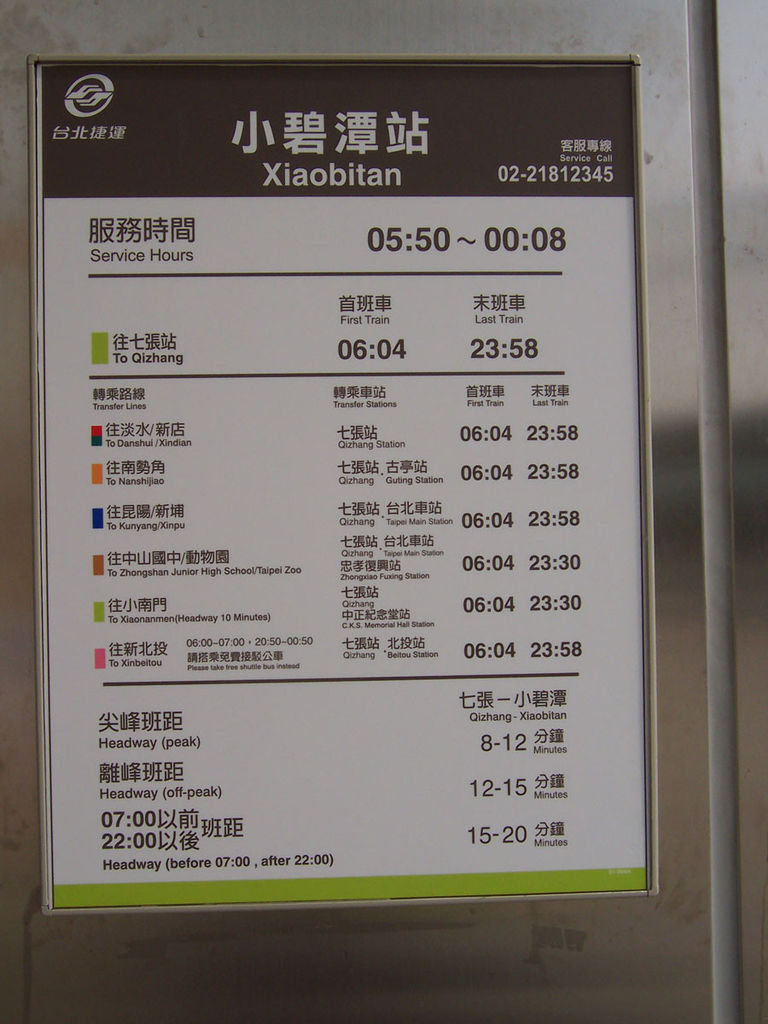 台北捷運
小碧潭站
Xiaobitan
客服專線
Service Call
02-21812345
服務時間
Service Hours
05:50～00:08
首班車 末班車
First Train Last Train
往七張站
To Qizhang
06:04 23:58
轉乘路線 轉乘車站 首班車 末班車
Transfer Lines Transfer Stations First Train Last Train
往淡水/新店 七張站
To Danshui/Xindian Qizhang Station
06:04 23:58
往南勢角 七張站．古亭站
To Nanshijiao Qizhang Guting Station
06:04 23:58
往昆陽/新埔 七張站．台北車站
To Kunyang/Xinpu Qizhang Taipei Main Station
06:04 23:58
往中山國中/動物園
To Zhongshan Junior High School/Taipei Zoo
七張站．台北車站
Qizhang Taipei Main Station
忠孝復興站
Zhongxiao Fuxing Station
06:04 23:30
往小南門
To Xiaonanmen(Headway 10 Minutes)
七張站
Qizhang
中正紀念堂站
C.K.S. Memorial Hall Station
06:04 23:30
往新北投
To Xinbeitou
06:00~07:00，20:50~00:50
請搭乘免費接駁公車
Please take free shutle bus instead
七張站．北投站
Qizhang Beitou Station
06:04 23:58
七張－小碧潭
Qizhang-Xiaobitan
尖峰班距
Headway (peak)
8-12 分鐘
Minutes
離峰班距
Headway (off-peak)
12-15 分鐘
Minutes
07:00以前
22:00以後 班距
Headway (before 07:00 , after 22:00)
15-20 分鐘
Minutes